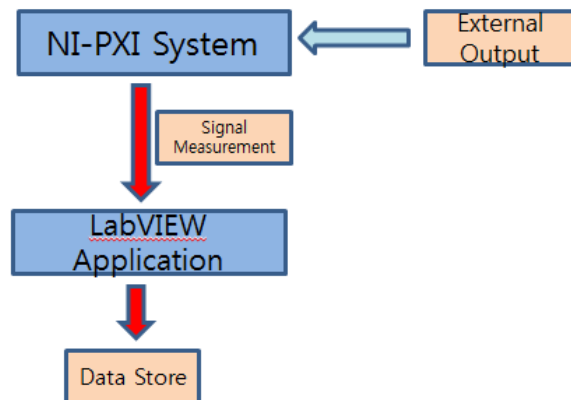 NI-PXI System
External
Output
Signal
Measurement
LabVIEW
Application
Data Store